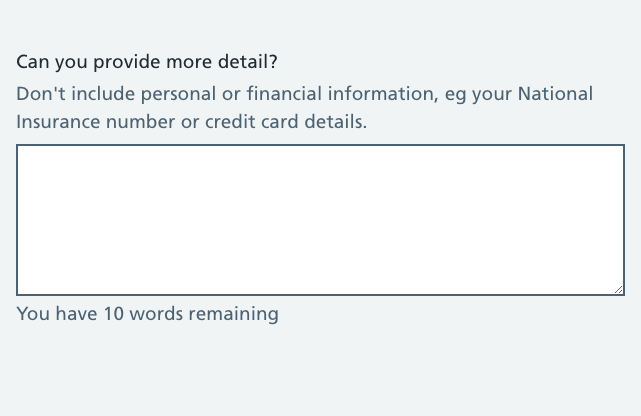 Can you provide more detail?
Don't include personal or financial information, eg your National
Insurance number or credit card details.
You have 10 words remaining